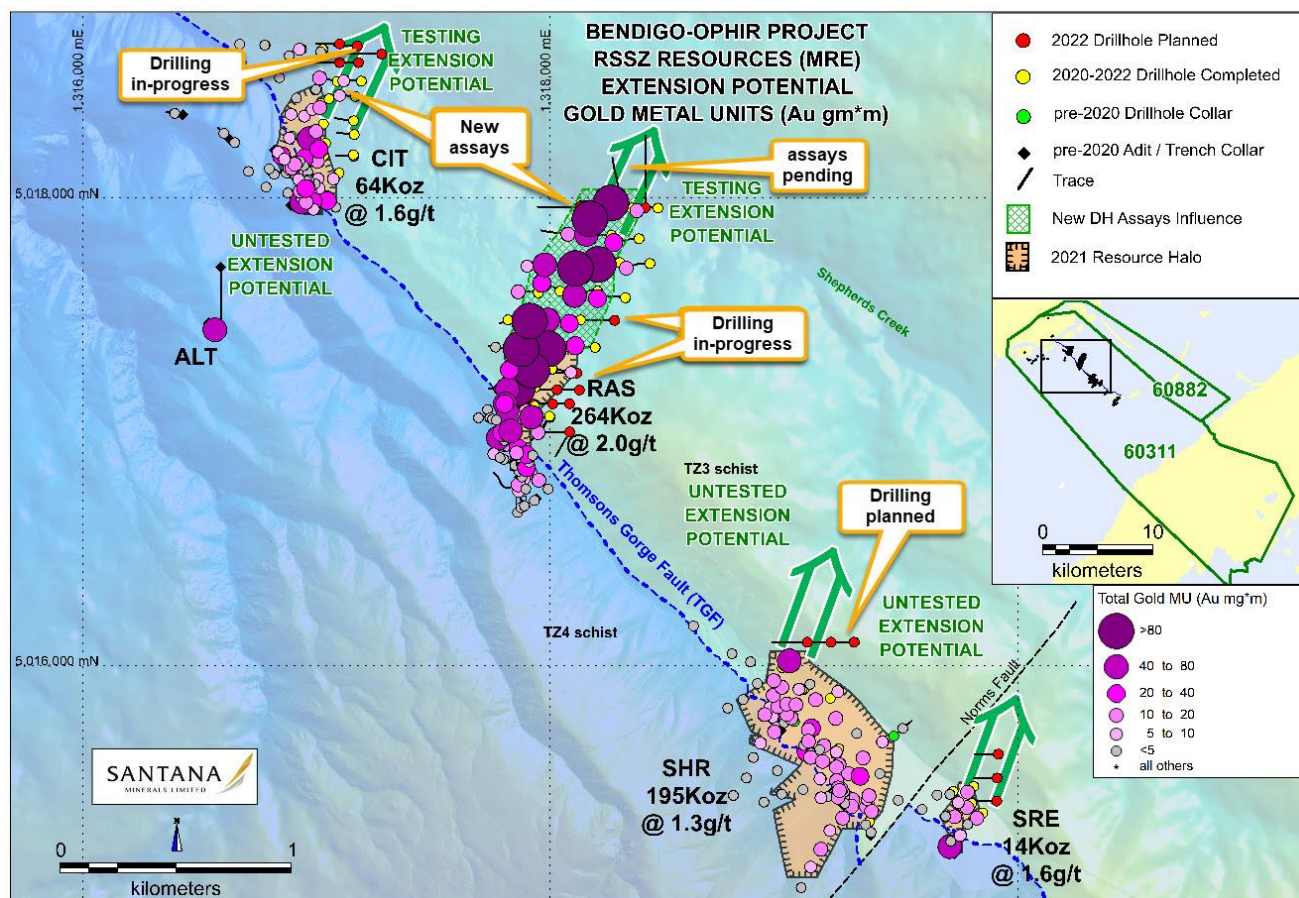 BENDIGO-OPHIR PROJECT
RSSZ RESOURCES (MRE)
EXTENSION POTENTIAL
GOLD METAL UNITS (Au gm*m)
1,316,000 mE
1,318,000 mE
5,018,000 mN
5,016,000 mN
Drilling
in-progress
TESTING
EXTENSION
POTENTIAL
New
assays
assays
pending
CIT
64Koz
@ 1.6g/t
TESTING
EXTENSION
POTENTIAL
UNTESTED
EXTENSION
POTENTIAL
ALT
Shepherds Creek
Drilling
in-progress
RAS
264Koz
@ 2.0g/t
Thomsons Gorge Fault (TGF)
TZ3 schist
UNTESTED
EXTENSION
POTENTIAL
Drilling
planned
TZ4 schist
UNTESTED
EXTENSION
POTENTIAL
Norms Fault
SHR
195Koz
@ 1.3g/t
SRE
14Koz
@ 1.6g/t
SANTANA
MINERALS LIMITED
N
0 1
kilometers
2022 Drillhole Planned
2020-2022 Drillhole Completed
pre-2020 Drillhole Collar
pre-2020 Adit / Trench Collar
Trace
New DH Assays Influence
2021 Resource Halo
60882
60311
0 10
kilometers
Total Gold MU (Au mg*m)
>80
40 to 80
20 to 40
10 to 20
5 to 10
<5
all others